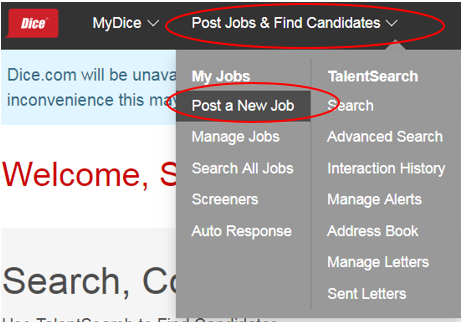 Dice
MyDice
Post Jobs & Find Candidates
Dice.com will be unava
inconvenience this may
My Jobs
Post a New Job
Manage Jobs
Search All Jobs
Screeners
Auto Response
TalentSearch
Search
Advanced Search
Interaction History
Manage Alerts
Address Book
Manage Letters
Sent Letters
Welcome, S
Search, Co
Use TalentSearch to Find Candidates